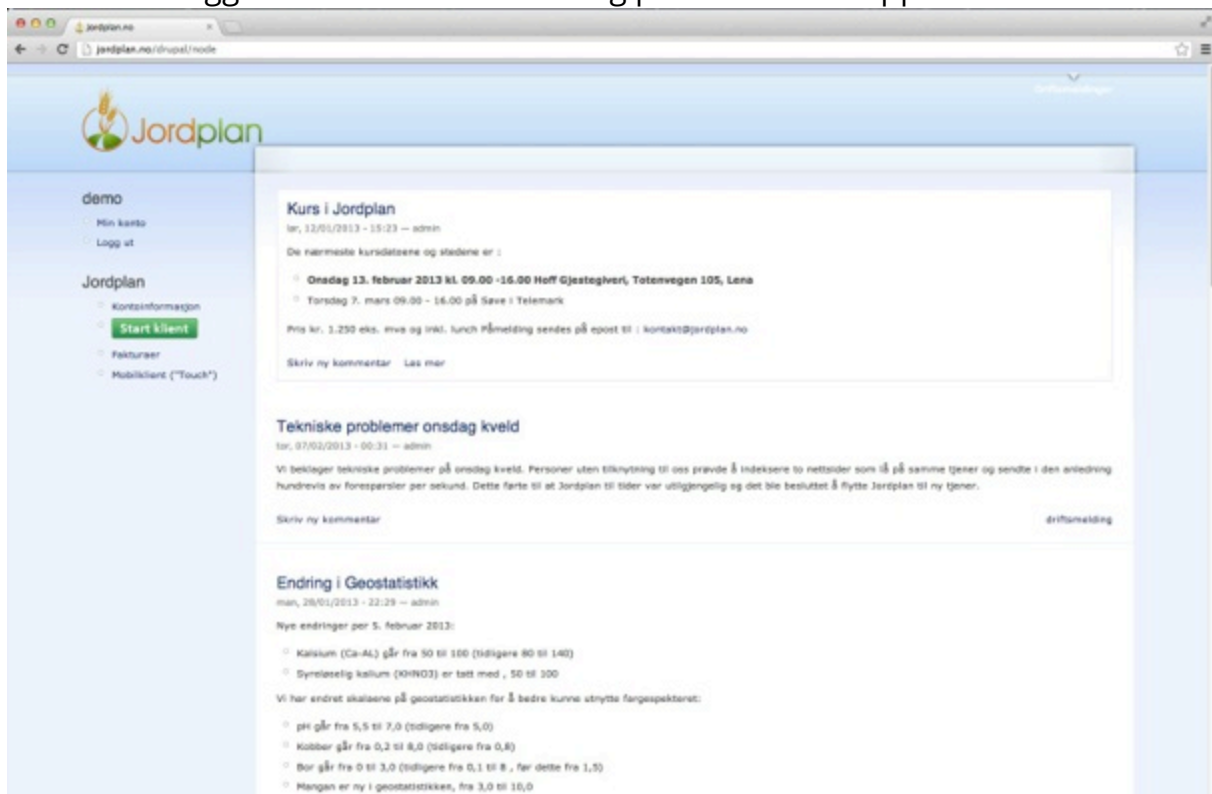 jordplan.no
jordplan.no/drupal/node
Driftsmeldinger
Jordplan
demo
Min konto
Logg ut
Jordplan
Kontoinformasjon
Start klient
Fakturaer
Mobilklient ("Touch")
Kurs i Jordplan
lør, 12/01/2013 - 15:23 — admin
De nærmeste kursdatoene og stedene er :
Onsdag 13. februar 2013 kl. 09.00 -16.00 Hoff Gjestegiveri, Totenvegen 105, Lena
Torsdag 7. mars 09.00 - 16.00 på Søve i Telemark
Pris kr. 1.250 eks. mva og inkl. lunch Påmelding sendes på epost til : kontakt@jordplan.no
Skriv ny kommentar Les mer
Tekniske problemer onsdag kveld
tor, 07/02/2013 - 00:31 — admin
Vi beklager tekniske problemer på onsdag kveld. Personer uten tilknytning til oss prøvde å indeksere to nettsider som lå på samme tjener og sendte i den anledning
hundrevis av forespørsler per sekund. Dette førte til at Jordplan til tider var utilgjengelig og det ble besluttet å flytte Jordplan til ny tjener.
Skriv ny kommentar driftsmelding
Endring i Geostatistikk
man, 28/01/2013 - 22:29 — admin
Nye endringer per 5. februar 2013:
Kalsium (Ca-AL) går fra 50 til 100 (tidligere 80 til 140)
Syreløselig kalium (KHNO3) er tatt med , 50 til 100
Vi har endret skalaene på geostatistikken for å bedre kunne utnytte fargespekteret:
pH går fra 5,5 til 7,0 (tidligere fra 5,0)
Kobber går fra 0,2 til 8,0 (tidligere fra 0,8)
Bor går fra 0 til 3,0 (tidligere fra 0,1 til 8 , før dette fra 1,5)
Mangan er ny i geostatistikken, fra 3,0 til 10,0